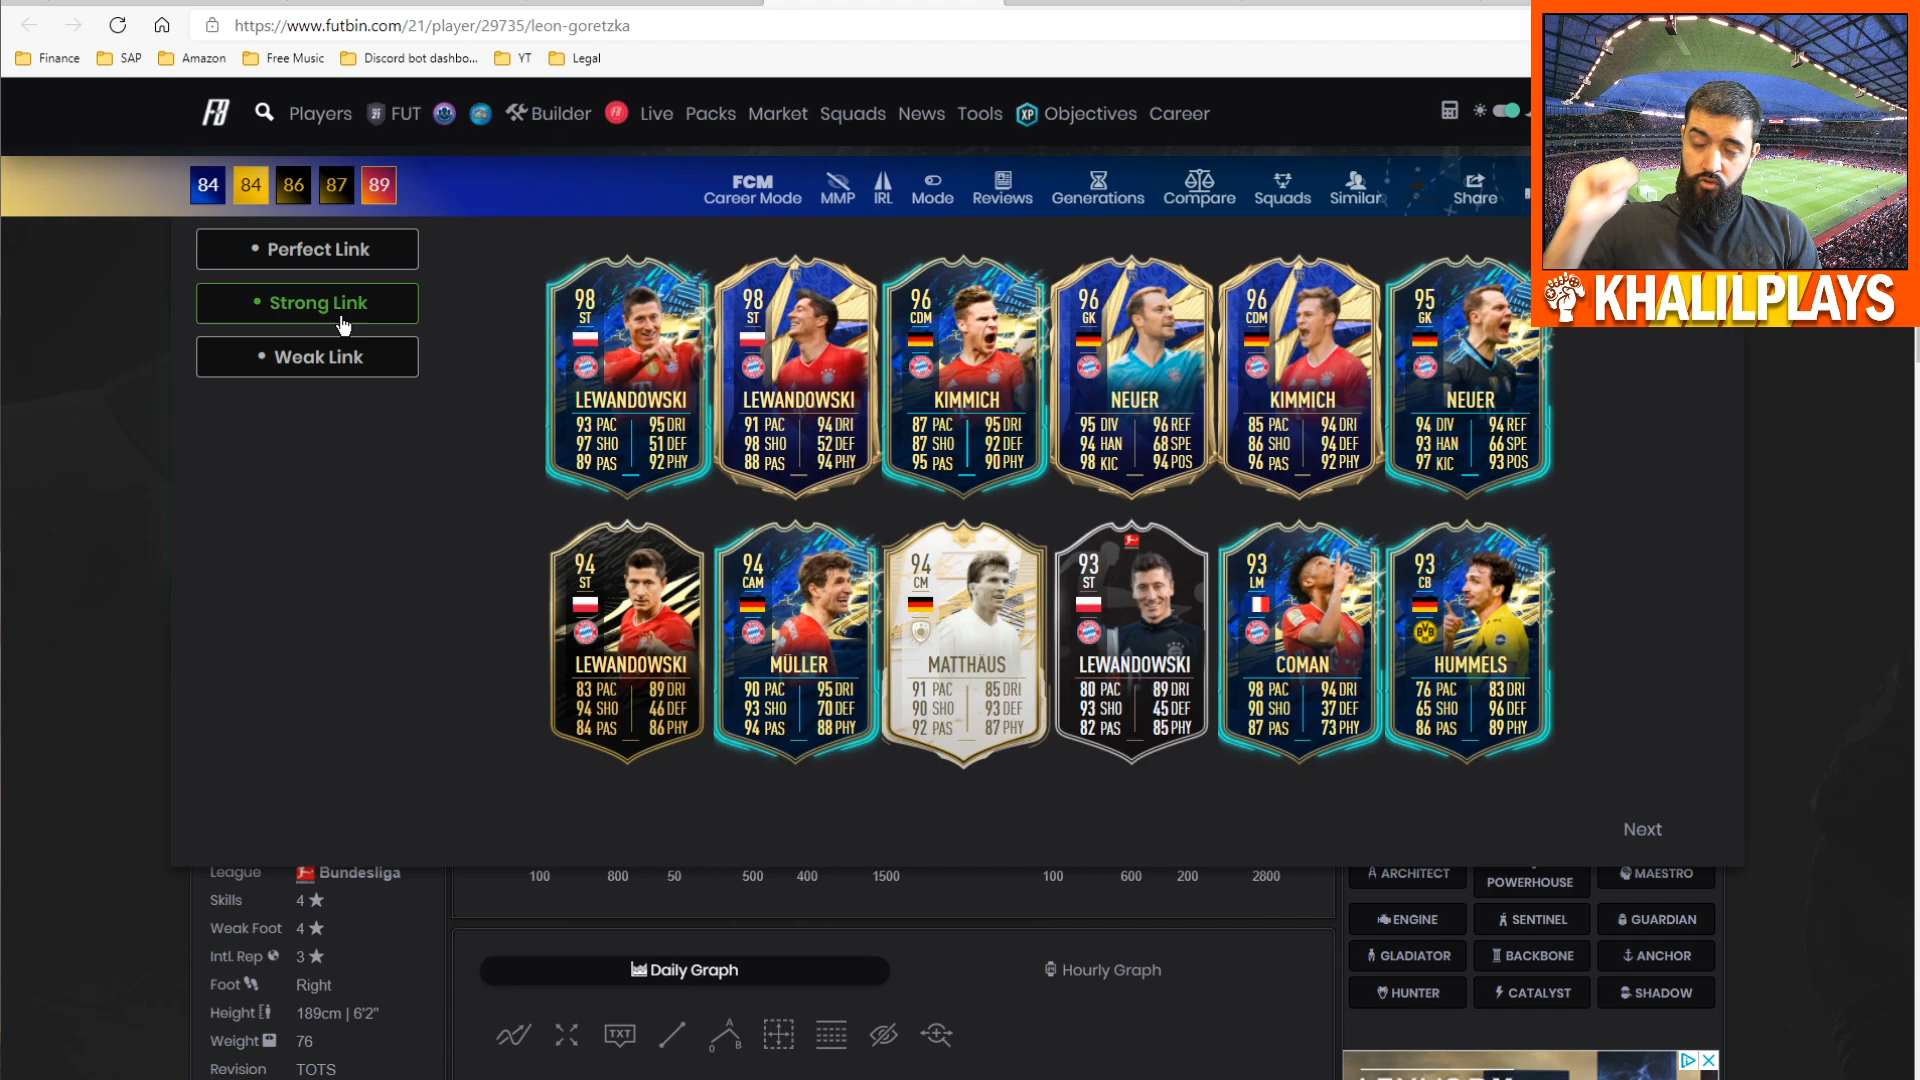 https://www.futbin.com/21/player/29735/leon-goretzka
Finance SAP Amazon Free Music Discord bot dashbo... YT Legal
Players FUT Builder Live Packs Market Squads News Tools XP Objectives Career
84 84 86 87 89
FCM
Career Mode MMP IRL Mode Reviews Generations Compare Squads Similar Share
KHALILPLAYS
• Perfect Link
• Strong Link
• Weak Link
98
ST
LEWANDOWSKI
93 PAC 95 DRI
97 SHO 51 DEF
89 PAS 92 PHY
98
ST
LEWANDOWSKI
91 PAC 94 DRI
98 SHO 52 DEF
88 PAS 94 PHY
96
CDM
KIMMICH
87 PAC 95 DRI
87 SHO 92 DEF
95 PAS 90 PHY
96
GK
NEUER
95 DIV 96 REF
94 HAN 68 SPE
98 KIC 94 POS
96
CDM
KIMMICH
85 PAC 94 DRI
86 SHO 94 DEF
96 PAS 92 PHY
95
GK
NEUER
94 DIV 94 REF
93 HAN 66 SPE
97 KIC 93 POS
94
ST
LEWANDOWSKI
83 PAC 89 DRI
94 SHO 46 DEF
84 PAS 86 PHY
94
CAM
MÜLLER
90 PAC 95 DRI
93 SHO 70 DEF
94 PAS 88 PHY
94
CM
MATTHÄUS
91 PAC 85 DRI
90 SHO 93 DEF
92 PAS 87 PHY
93
ST
LEWANDOWSKI
80 PAC 89 DRI
93 SHO 45 DEF
82 PAS 85 PHY
93
LM
COMAN
98 PAC 94 DRI
90 SHO 37 DEF
87 PAS 73 PHY
93
CB
BVB
HUMMELS
76 PAC 83 DRI
65 SHO 96 DEF
86 PAS 89 PHY
Next
League Bundesliga
Skills 4 ★
Weak Foot 4 ★
Intl. Rep 3 ★
Foot Right
Height 189cm | 6'2"
Weight 76
Revision TOTS
100 800 50 500 400 1500 100 600 200 2800
Daily Graph Hourly Graph
TXT
A
0 B
ARCHITECT POWERHOUSE MAESTRO
ENGINE SENTINEL GUARDIAN
GLADIATOR BACKBONE ANCHOR
HUNTER CATALYST SHADOW